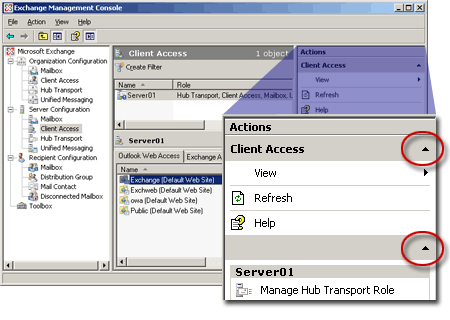 Exchange Management Console
File Action View Help
Microsoft Exchange
Organization Configuration
Mailbox
Client Access
Hub Transport
Unified Messaging
Server Configuration
Mailbox
Client Access
Hub Transport
Unified Messaging
Recipient Configuration
Mailbox
Distribution Group
Mail Contact
Disconnected Mailbox
Toolbox
Client Access 1 object
Create Filter
Name Role
Server01 Hub Transport, Client Access, Mailbox, U
Server01
Outlook Web Access Exchange A
Name
Exchange (Default Web Site)
Exchweb (Default Web Site)
owa (Default Web Site)
Public (Default Web Site)
Actions
Client Access
View
Refresh
Help
Actions
Client Access
View
Refresh
Help
Server01
Manage Hub Transport Role